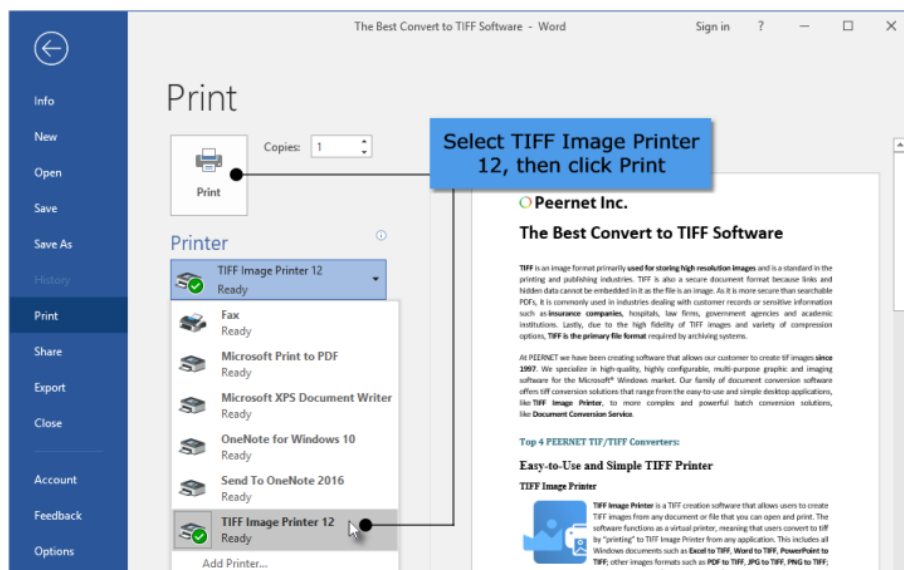 The Best Convert to TIFF Software - Word
Sign in
?
Info
New
Open
Save
Save As
History
Print
Share
Export
Close
Account
Feedback
Options
Print
Print
Copies: 1
Printer
TIFF Image Printer 12
Ready
Fax
Ready
Microsoft Print to PDF
Ready
Microsoft XPS Document Writer
Ready
OneNote for Windows 10
Ready
Send To OneNote 2016
Ready
TIFF Image Printer 12
Ready
Add Printer...
Select TIFF Image Printer
12, then click Print
Peernet Inc.
The Best Convert to TIFF Software
TIFF is an image format primarily used for storing high resolution images and is a standard in the
printing and publishing industries. TIFF is also a secure document format because links and
hidden data cannot be embedded in it as the file is an image. As it is more secure than searchable
PDFs, it is commonly used in industries dealing with customer records or sensitive information
such as insurance companies, hospitals, law firms, government agencies and academic
institutions. Lastly, due to the high fidelity of TIFF images and variety of compression
options, TIFF is the primary file format required by archiving systems.
At PEERNET we have been creating software that allows our customer to create tif images since
1997. We specialize in high-quality, highly configurable, multi-purpose graphic and imaging
software for the Microsoft® Windows market. Our family of document conversion software
offers tiff conversion solutions that range from the easy-to-use and simple desktop applications,
like TIFF Image Printer, to more complex and powerful batch conversion solutions,
like Document Conversion Service.
Top 4 PEERNET TIF/TIFF Converters:
Easy-to-Use and Simple TIFF Printer
TIFF Image Printer
TIFF Image Printer is a TIFF creation software that allows users to create
TIFF images from any document or file that you can open and print. The
software functions as a virtual printer, meaning that users convert to tiff
by "printing" to TIFF Image Printer from any application. This includes all
Windows documents such as Excel to TIFF, Word to TIFF, PowerPoint to
TIFF; other images formats such as PDF to TIFF, JPG to TIFF, PNG to TIFF;